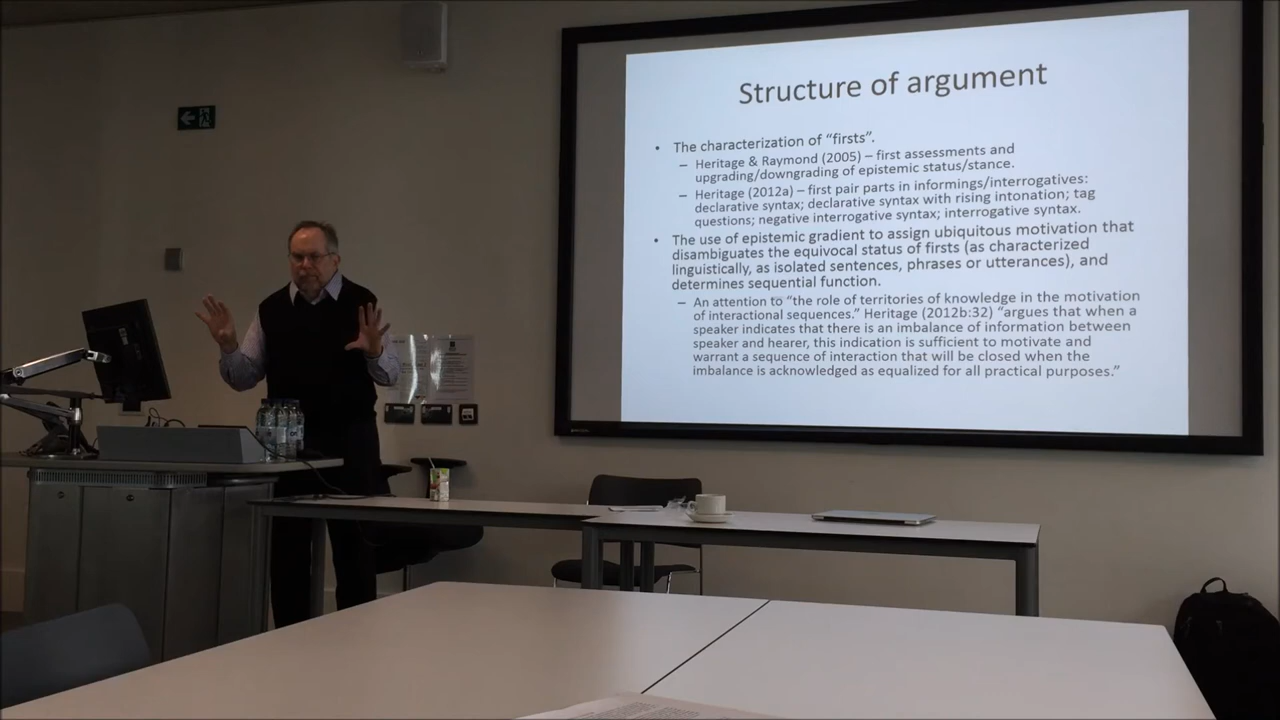 Structure of argument
• The characterization of “firsts”.
– Heritage & Raymond (2005) – first assessments and
upgrading/downgrading of epistemic status/stance.
– Heritage (2012a) – first pair parts in informings/interrogatives:
declarative syntax; declarative syntax with rising intonation; tag
questions; negative interrogative syntax; interrogative syntax.
• The use of epistemic gradient to assign ubiquitous motivation that
disambiguates the equivocal status of firsts (as characterized
linguistically, as isolated sentences, phrases or utterances), and
determines sequential function.
– An attention to “the role of territories of knowledge in the motivation
of interactional sequences.” Heritage (2012b:32) “argues that when a
speaker indicates that there is an imbalance of information between
speaker and hearer, this indication is sufficient to motivate and
warrant a sequence of interaction that will be closed when the
imbalance is acknowledged as equalized for all practical purposes.”